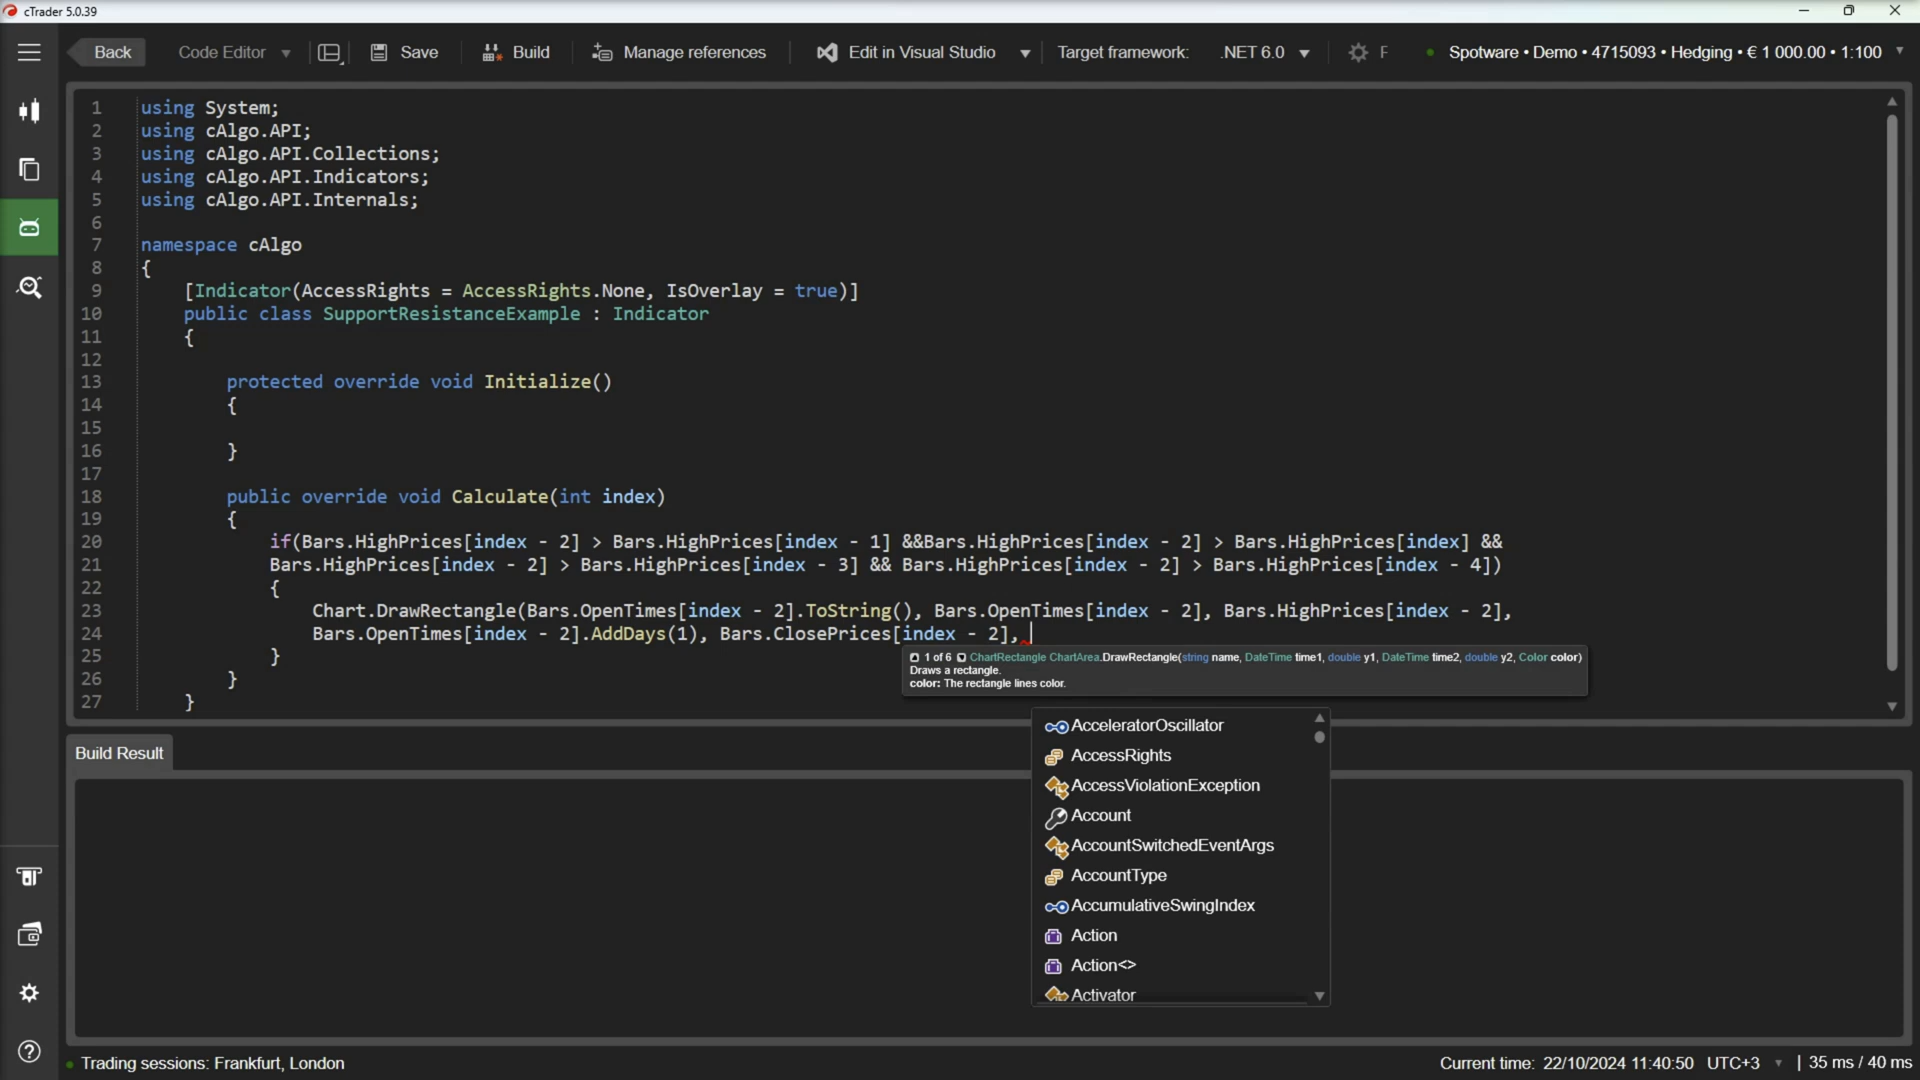 cTrader 5.0.39
Back Code Editor Save Build Manage references Edit in Visual Studio Target framework: .NET 6.0 F Spotware • Demo • 4715093 • Hedging • € 1 000.00 • 1:100
1 using System;
2 using cAlgo.API;
3 using cAlgo.API.Collections;
4 using cAlgo.API.Indicators;
5 using cAlgo.API.Internals;
6
7 namespace cAlgo
8 {
9 [Indicator(AccessRights = AccessRights.None, IsOverlay = true)]
10 public class SupportResistanceExample : Indicator
11 {
12
13 protected override void Initialize()
14 {
15
16 }
17
18 public override void Calculate(int index)
19 {
20 if(Bars.HighPrices[index - 2] > Bars.HighPrices[index - 1] &&Bars.HighPrices[index - 2] > Bars.HighPrices[index] &&
21 Bars.HighPrices[index - 2] > Bars.HighPrices[index - 3] && Bars.HighPrices[index - 2] > Bars.HighPrices[index - 4])
22 {
23 Chart.DrawRectangle(Bars.OpenTimes[index - 2].ToString(), Bars.OpenTimes[index - 2], Bars.HighPrices[index - 2],
24 Bars.OpenTimes[index - 2].AddDays(1), Bars.ClosePrices[index - 2],
25 }
26 }
27 }
1 of 6 ChartRectangle ChartArea.DrawRectangle(string name, DateTime time1, double y1, DateTime time2, double y2, Color color)
Draws a rectangle.
color: The rectangle lines color.
AcceleratorOscillator
AccessRights
AccessViolationException
Account
AccountSwitchedEventArgs
AccountType
AccumulativeSwingIndex
Action
Action<>
Activator
Build Result
Trading sessions: Frankfurt, London
Current time: 22/10/2024 11:40:50 UTC+3 | 35 ms / 40 ms